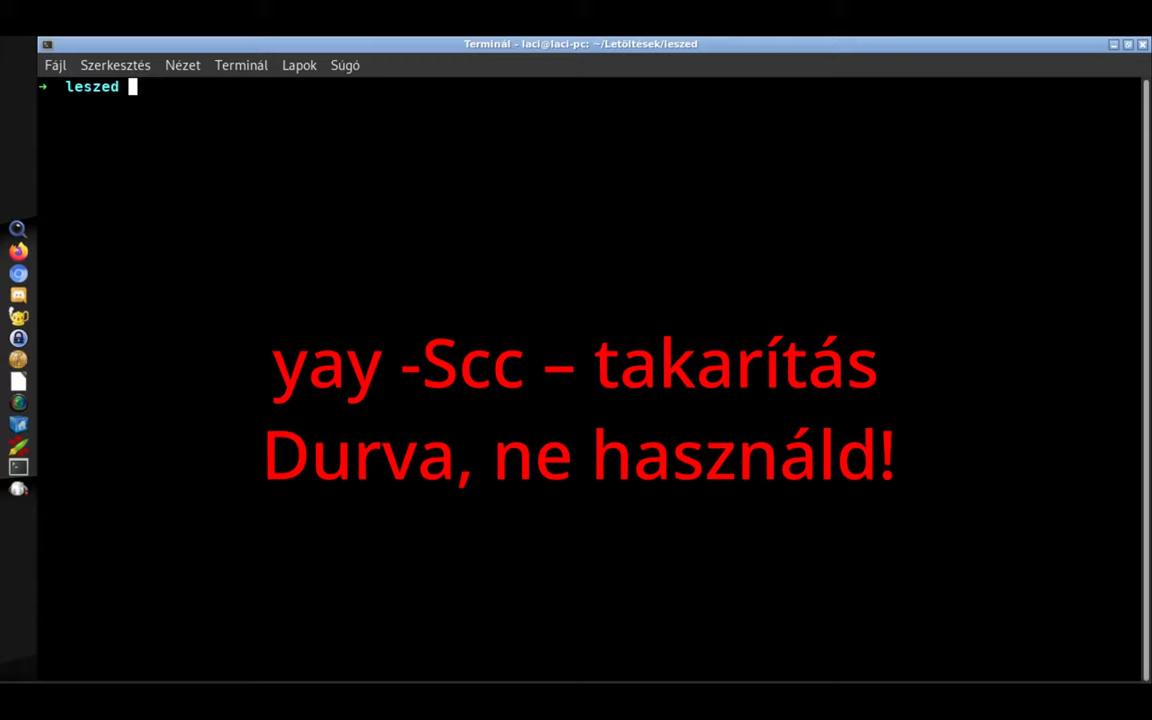 Terminál - laci@laci-pc: ~/Letöltések/leszed
Fájl Szerkesztés Nézet Terminál Lapok Súgó
→ leszed
yay -Scc – takarítás
Durva, ne használd!